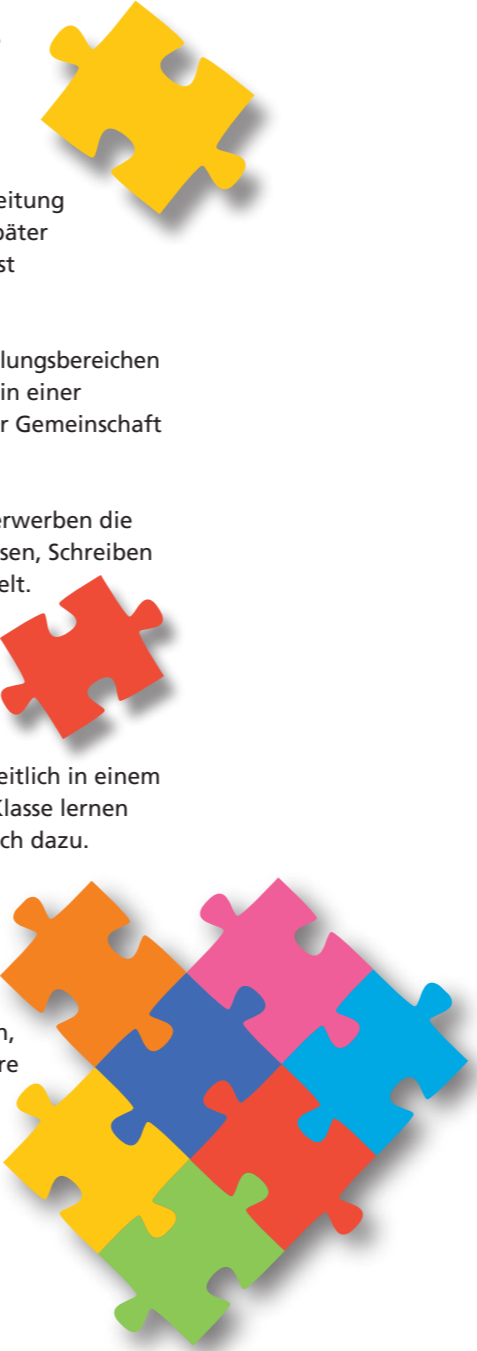 eitung
päter
st
lungsbereichen
in einer
r Gemeinschaft
erwerben die
sen, Schreiben
elt.
eitlich in einem
Klasse lernen
ch dazu.
n,
re